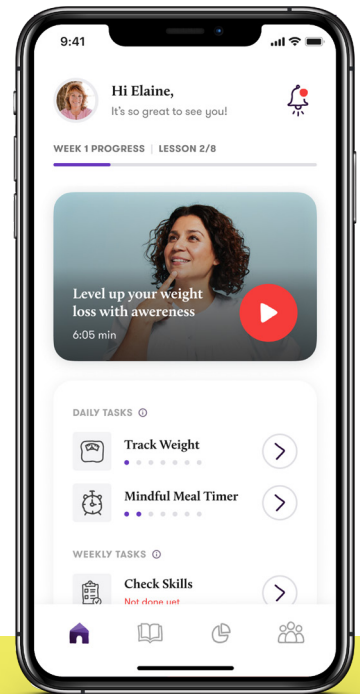 9:41
Hi Elaine,
It's so great to see you!
WEEK 1 PROGRESS | LESSON 2/8
Level up your weight
loss with awereness
6:05 min
DAILY TASKS
Track Weight
Mindful Meal Timer
WEEKLY TASKS
Check Skills
Not done yet